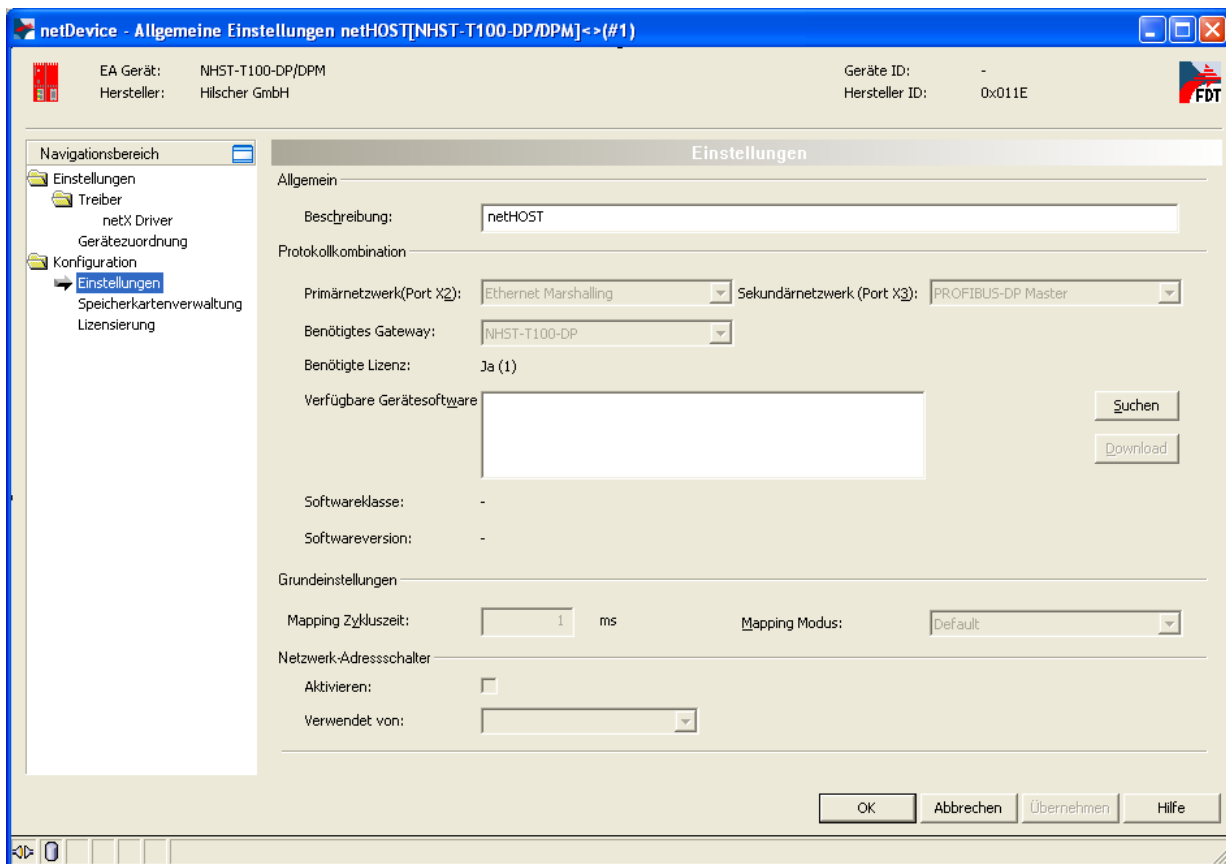 netDevice - Allgemeine Einstellungen netHOST[NHST-T100-DP/DPM]<>(#1)
EA Gerät: NHST-T100-DP/DPM Geräte ID: -
Hersteller: Hilscher GmbH Hersteller ID: 0x011E
FDT
Navigationsbereich
Einstellungen
Treiber
netX Driver
Gerätezuordnung
Konfiguration
Einstellungen
Speicherkartenverwaltung
Lizensierung
Einstellungen
Allgemein
Beschreibung: netHOST
Protokollkombination
Primärnetzwerk(Port X2): Ethernet Marshalling Sekundärnetzwerk (Port X3): PROFIBUS-DP Master
Benötigtes Gateway: NHST-T100-DP
Benötigte Lizenz: Ja (1)
Verfügbare Gerätesoftware
Suchen
Download
Softwareklasse: -
Softwareversion: -
Grundeinstellungen
Mapping Zykluszeit: 1 ms Mapping Modus: Default
Netzwerk-Adressschalter
Aktivieren:
Verwendet von:
OK Abbrechen Übernehmen Hilfe